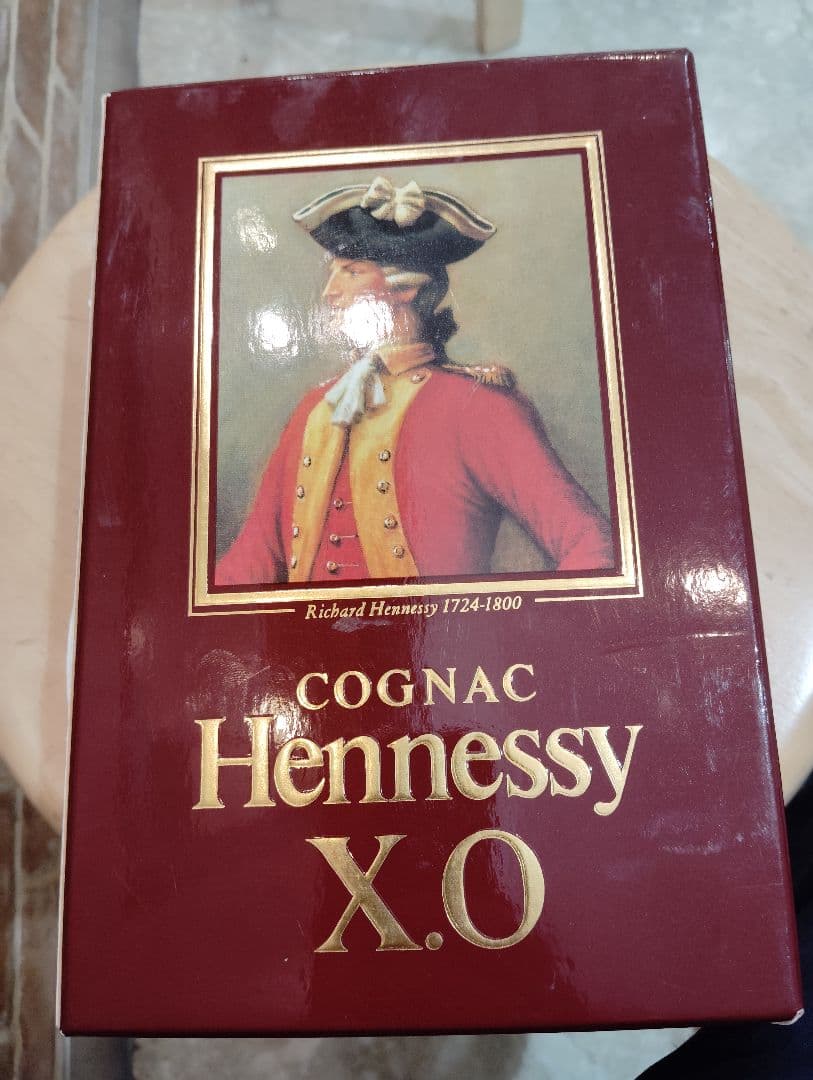 Richard Hennessy 1724-1800
COGNAC
Hennessy
X.O